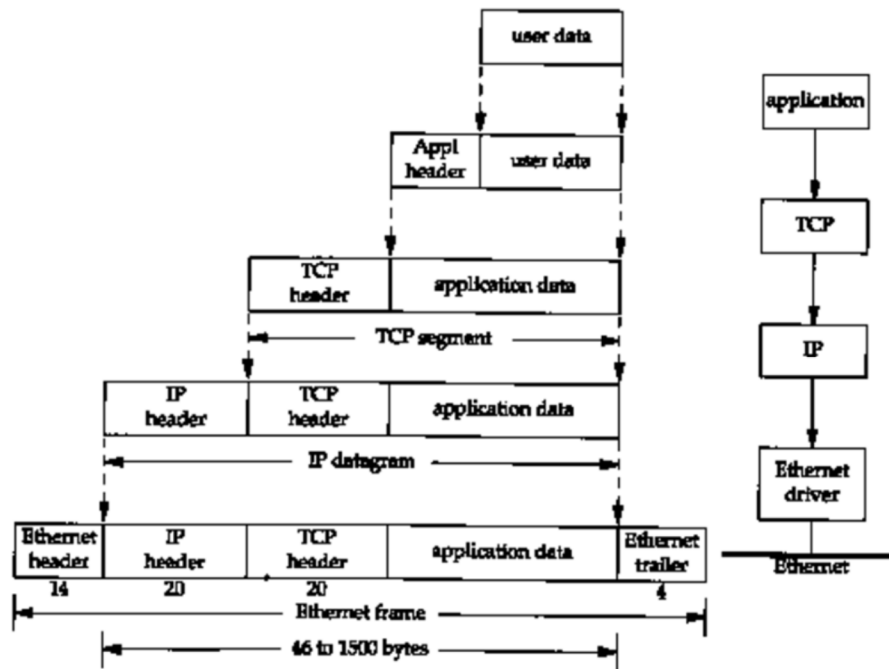 user data
application
Appl
header
user data
TCP
TCP
header
application data
TCP segment
IP
IP
header
TCP
header
application data
IP datagram
Ethernet
driver
Ethernet
header
IP
header
TCP
header
application data
Ethernet
trailer
Ethernet
14
20
20
4
Ethernet frame
46 to 1500 bytes